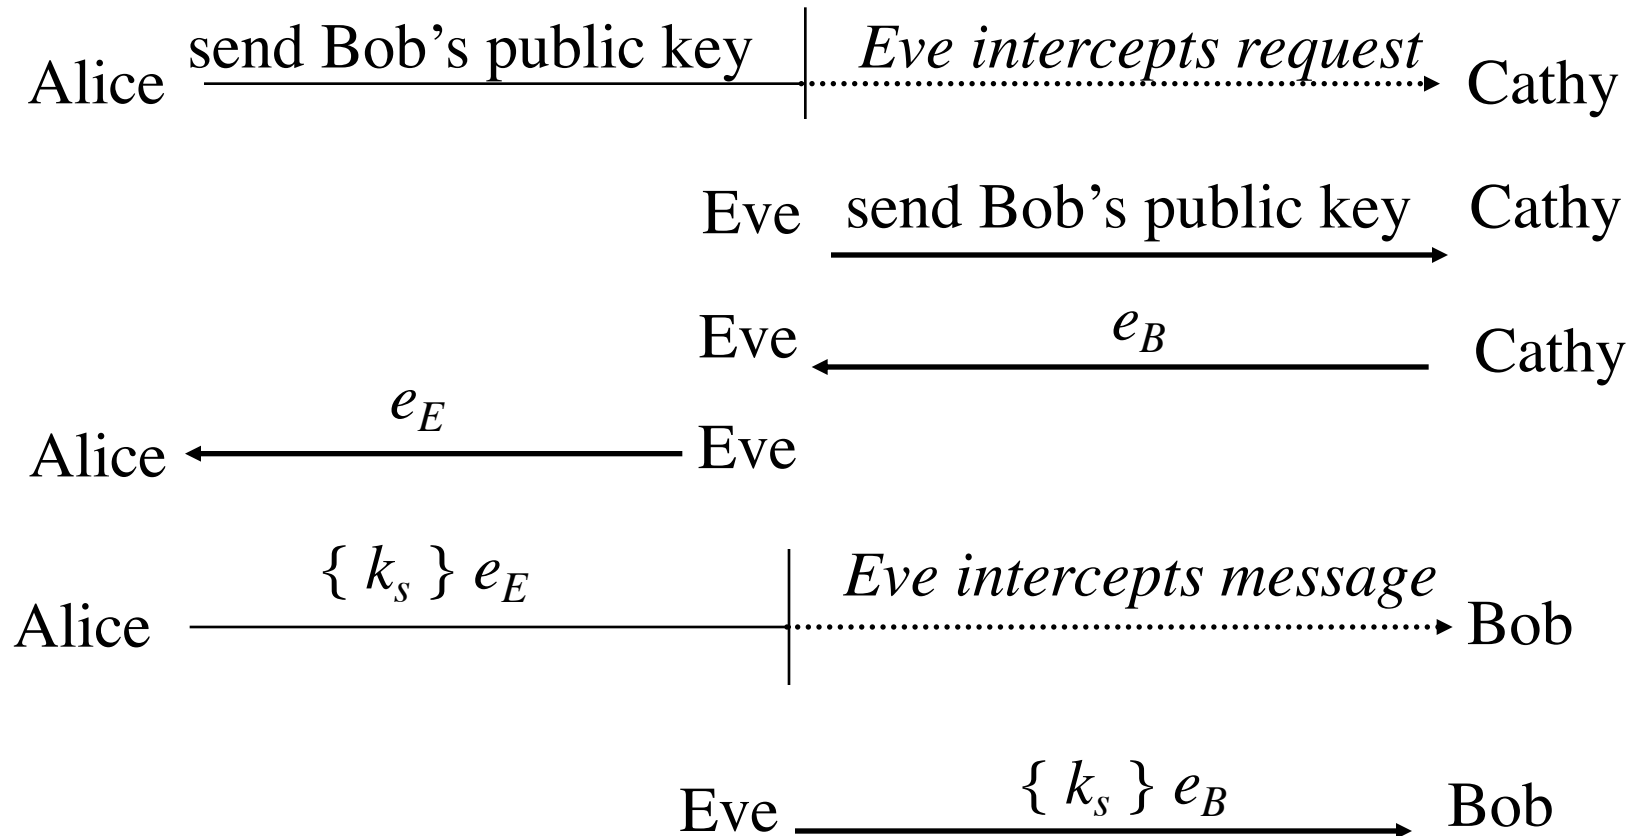 Alice send Bob’s public key Eve intercepts request Cathy
Eve send Bob’s public key Cathy
Eve e_B Cathy
Alice e_E Eve
Alice { k_s } e_E Eve intercepts message Bob
Eve { k_s } e_B Bob